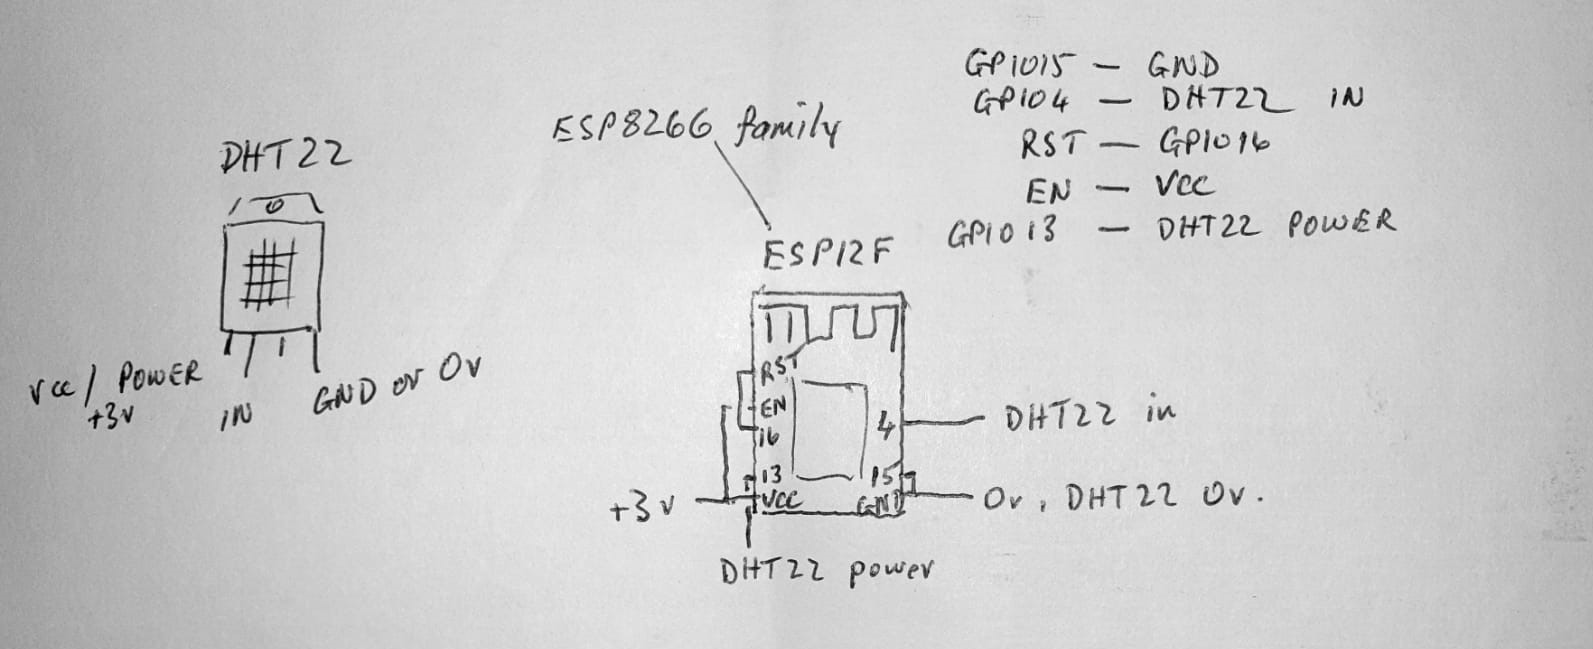 GPIO15 — GND
GPIO4 — DHT22 IN
RST — GPIO16
EN — VCC
GPIO13 — DHT22 POWER
ESP8266 family
DHT22
ESP12F
VCC / POWER
+3v
IN
GND or 0v
RST
EN
16
13
VCC
4
15
GND
DHT22 in
+3v
0v, DHT22 0v.
DHT22 power